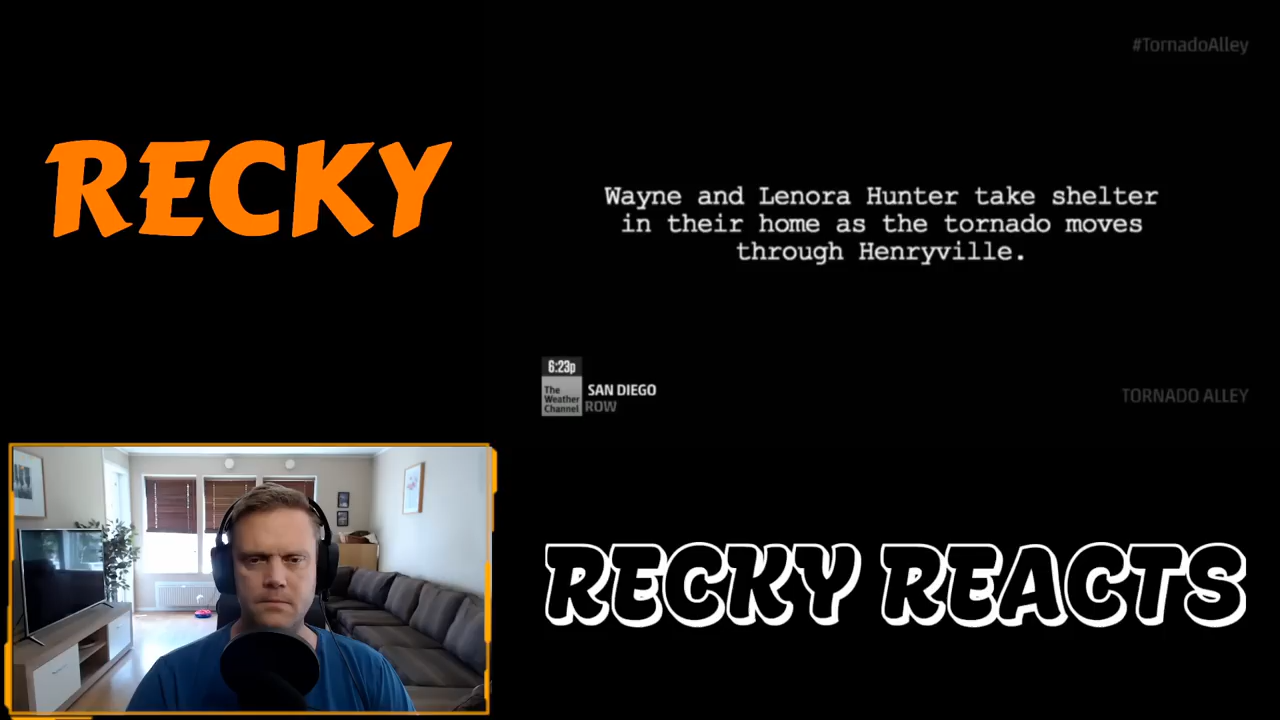 #TornadoAlley
RECKY
Wayne and Lenora Hunter take shelter
in their home as the tornado moves
through Henryville.
6:23p
The
Weather
Channel
SAN DIEGO
ROW
TORNADO ALLEY
RECKY REACTS